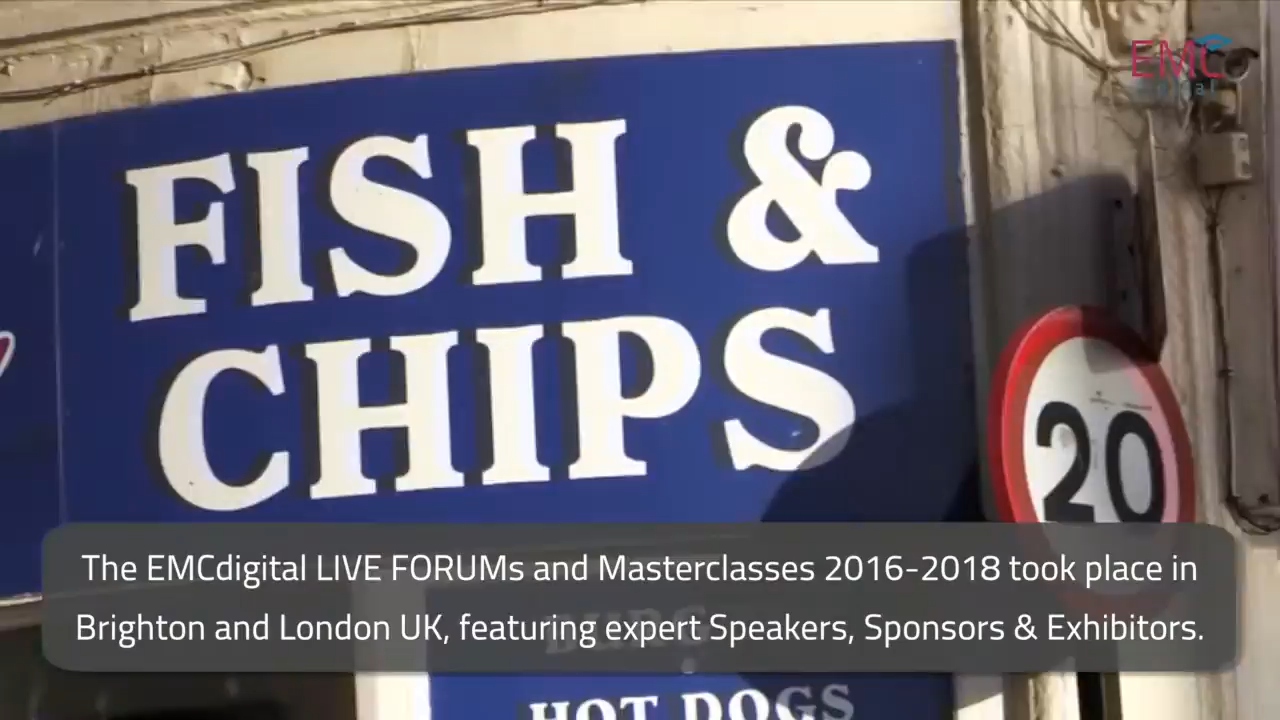 EMC
digital
FISH &
CHIPS
20
The EMCdigital LIVE FORUMs and Masterclasses 2016-2018 took place in
Brighton and London UK, featuring expert Speakers, Sponsors & Exhibitors.
HOT DOGS